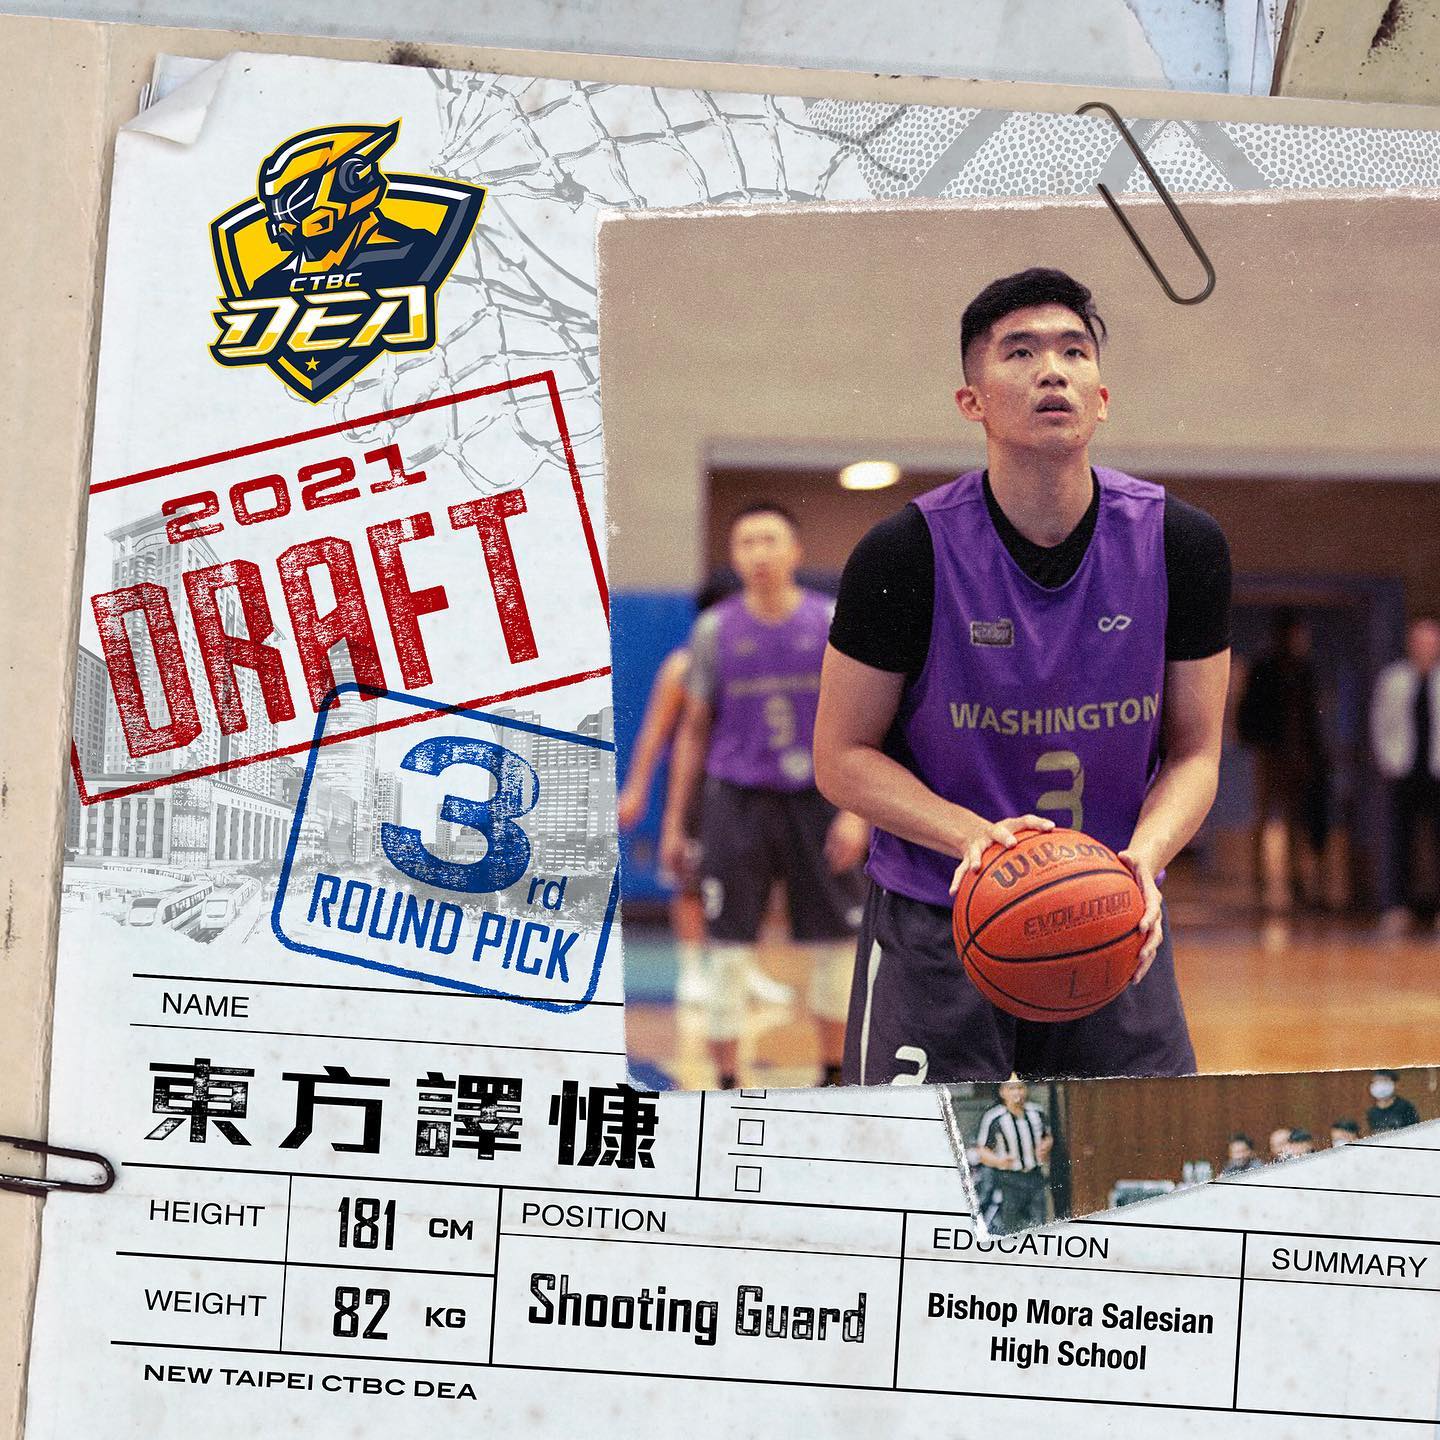 CTBC
DEA
2021
DRAFT
3rd
ROUND PICK
WASHINGTON
3
Wilson
EVOLUTION
3
NAME
東方譯慷
HEIGHT
181 CM
WEIGHT
82 KG
POSITION
Shooting Guard
EDUCATION
Bishop Mora Salesian
High School
SUMMARY
NEW TAIPEI CTBC DEA